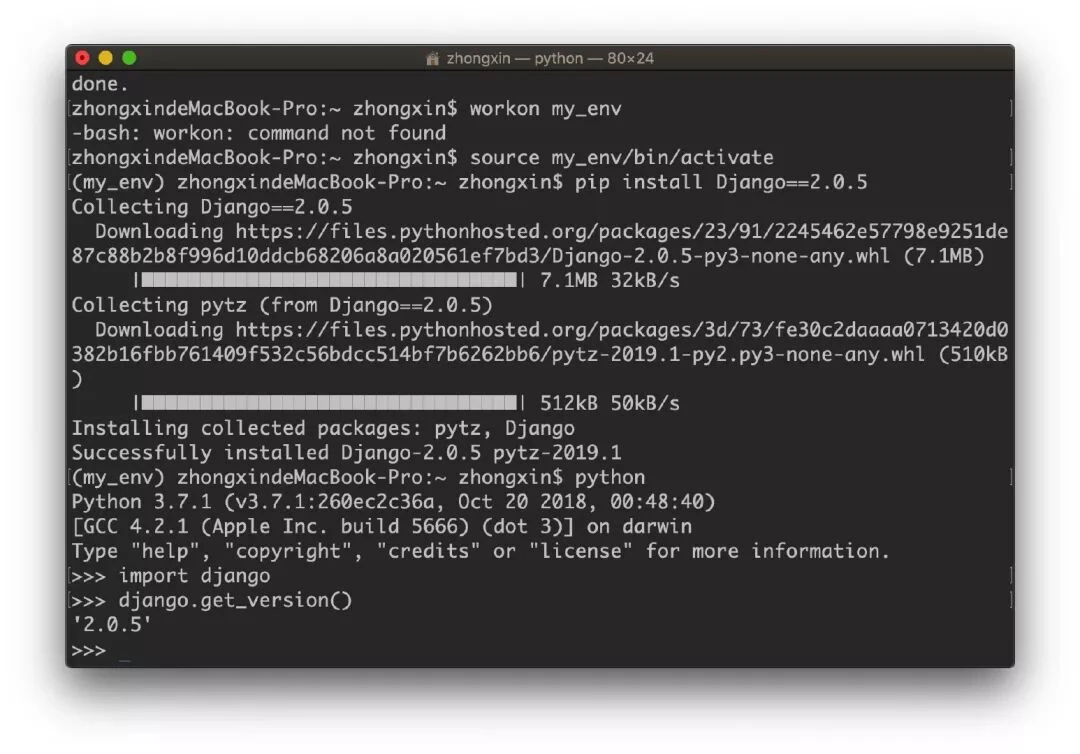 zhongxin — python — 80×24
done.
[zhongxindeMacBook-Pro:~ zhongxin$ workon my_env ]
-bash: workon: command not found
[zhongxindeMacBook-Pro:~ zhongxin$ source my_env/bin/activate ]
[(my_env) zhongxindeMacBook-Pro:~ zhongxin$ pip install Django==2.0.5 ]
Collecting Django==2.0.5
  Downloading https://files.pythonhosted.org/packages/23/91/2245462e57798e9251de
87c88b2b8f996d10ddcb68206a8a020561ef7bd3/Django-2.0.5-py3-none-any.whl (7.1MB)
|████████████████████████████████| 7.1MB 32kB/s
Collecting pytz (from Django==2.0.5)
  Downloading https://files.pythonhosted.org/packages/3d/73/fe30c2daaaa0713420d0
382b16fbb761409f532c56bdcc514bf7b6262bb6/pytz-2019.1-py2.py3-none-any.whl (510kB
)
|████████████████████████████████| 512kB 50kB/s
Installing collected packages: pytz, Django
Successfully installed Django-2.0.5 pytz-2019.1
[(my_env) zhongxindeMacBook-Pro:~ zhongxin$ python ]
Python 3.7.1 (v3.7.1:260ec2c36a, Oct 20 2018, 00:48:40)
[GCC 4.2.1 (Apple Inc. build 5666) (dot 3)] on darwin
Type "help", "copyright", "credits" or "license" for more information.
[>>> import django ]
[>>> django.get_version() ]
'2.0.5'
>>> _